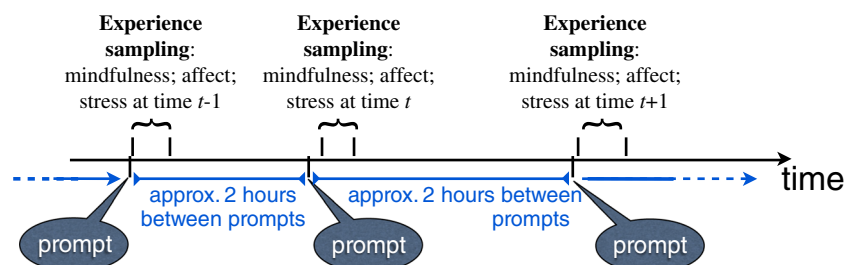 Experience
sampling:
mindfulness; affect;
stress at time t-1
Experience
sampling:
mindfulness; affect;
stress at time t
Experience
sampling:
mindfulness; affect;
stress at time t+1
time
approx. 2 hours
between prompts
approx. 2 hours between
prompts
prompt
prompt
prompt